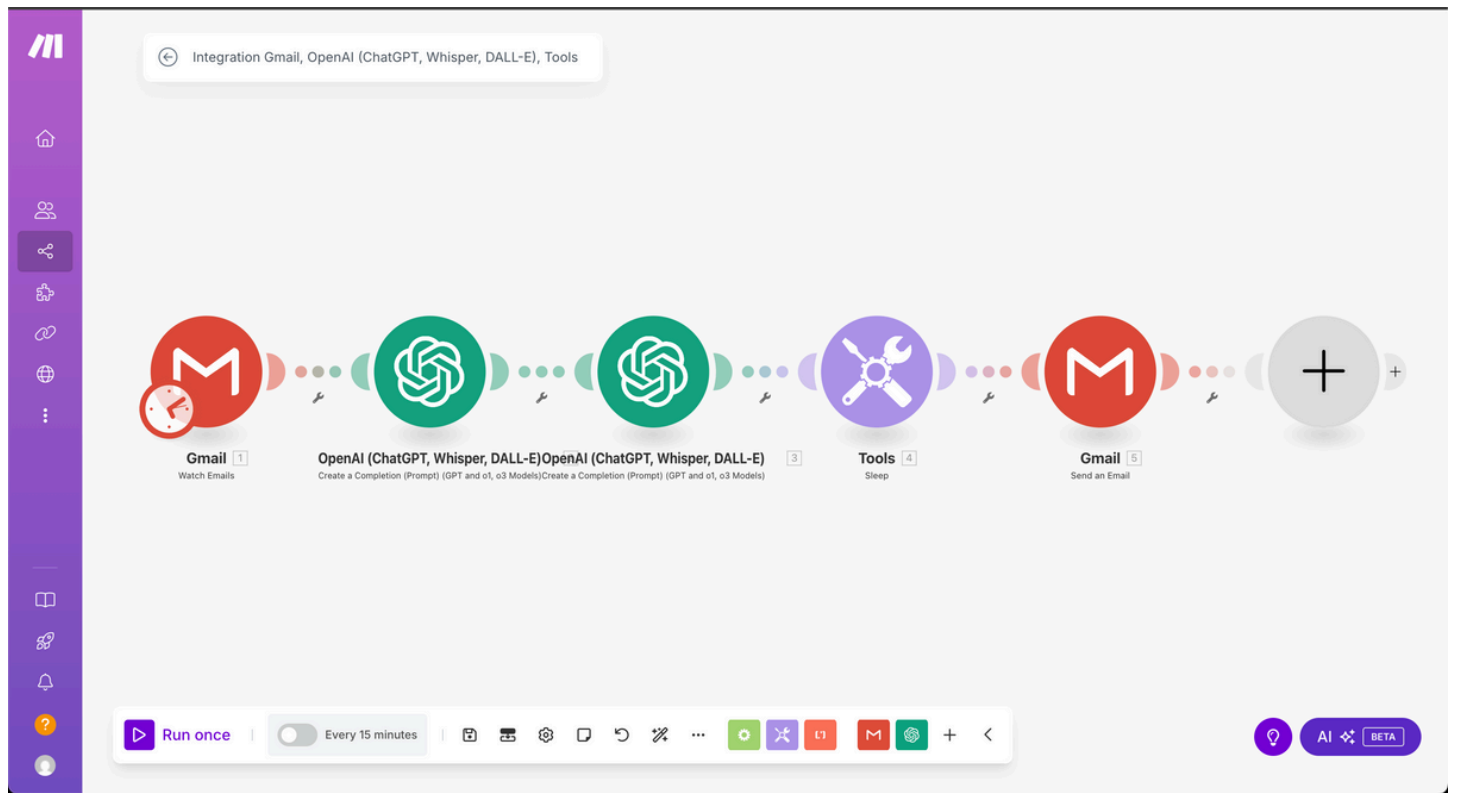 Integration Gmail, OpenAI (ChatGPT, Whisper, DALL-E), Tools
Gmail 1
Watch Emails
OpenAI (ChatGPT, Whisper, DALL-E)
Create a Completion (Prompt) (GPT and o1, o3 Models)
OpenAI (ChatGPT, Whisper, DALL-E) 3
Create a Completion (Prompt) (GPT and o1, o3 Models)
Tools 4
Sleep
Gmail 5
Send an Email
Run once
Every 15 minutes
AI BETA